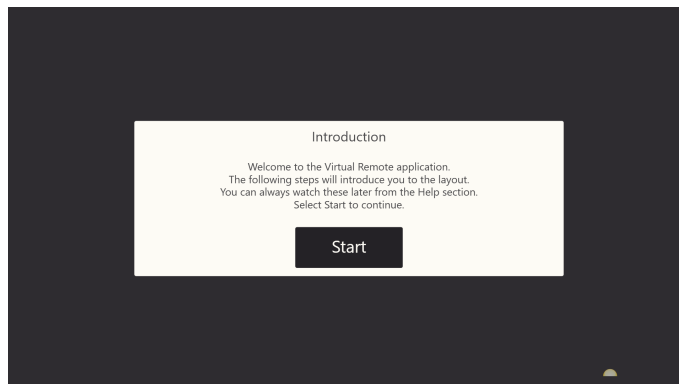 Introduction
Welcome to the Virtual Remote application.
The following steps will introduce you to the layout.
You can always watch these later from the Help section.
Select Start to continue.
Start